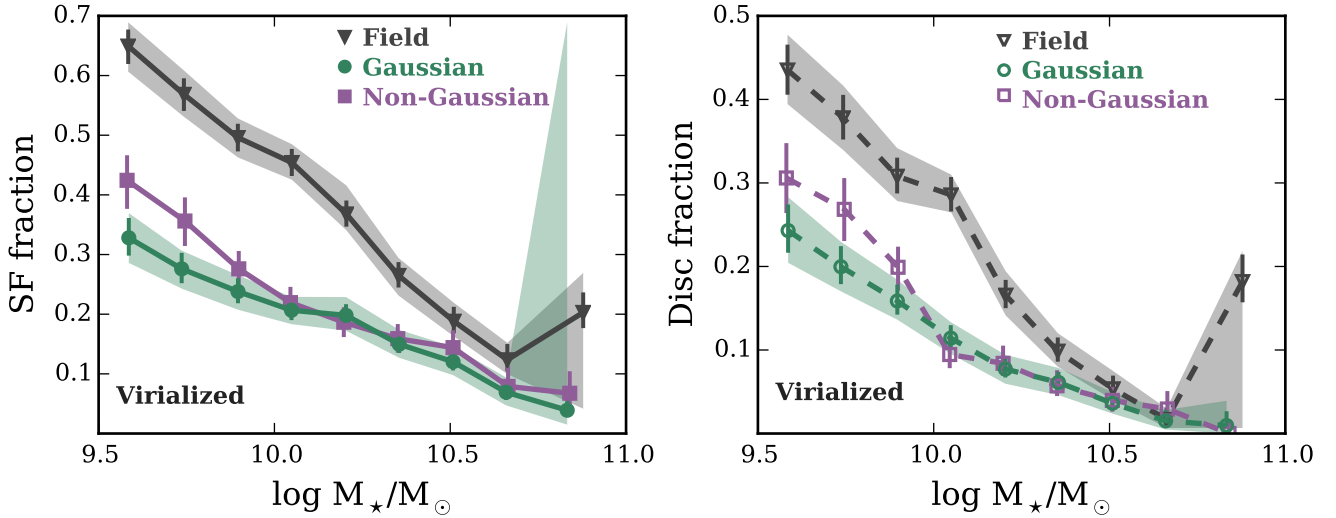 0.7
0.6
0.5
0.4
0.3
0.2
0.1
SF fraction
Field
Gaussian
Non-Gaussian
Virialized
9.5 10.0 10.5 11.0
log M⋆/M⊙
0.5
0.4
0.3
0.2
0.1
Disc fraction
Field
Gaussian
Non-Gaussian
Virialized
9.5 10.0 10.5 11.0
log M⋆/M⊙